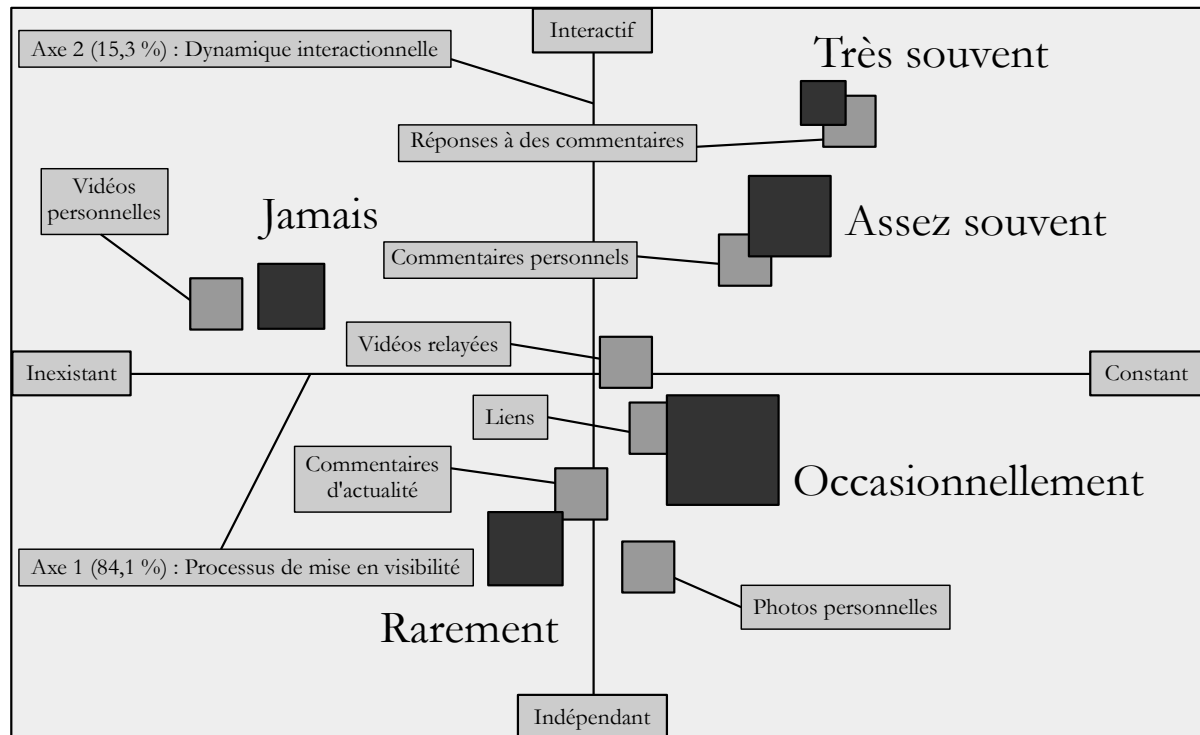 Interactif
Axe 2 (15,3 %) : Dynamique interactionnelle
Très souvent
Réponses à des commentaires
Vidéos
personnelles
Jamais
Assez souvent
Commentaires personnels
Vidéos relayées
Inexistant
Constant
Liens
Commentaires
d'actualité
Occasionnellement
Axe 1 (84,1 %) : Processus de mise en visibilité
Photos personnelles
Rarement
Indépendant